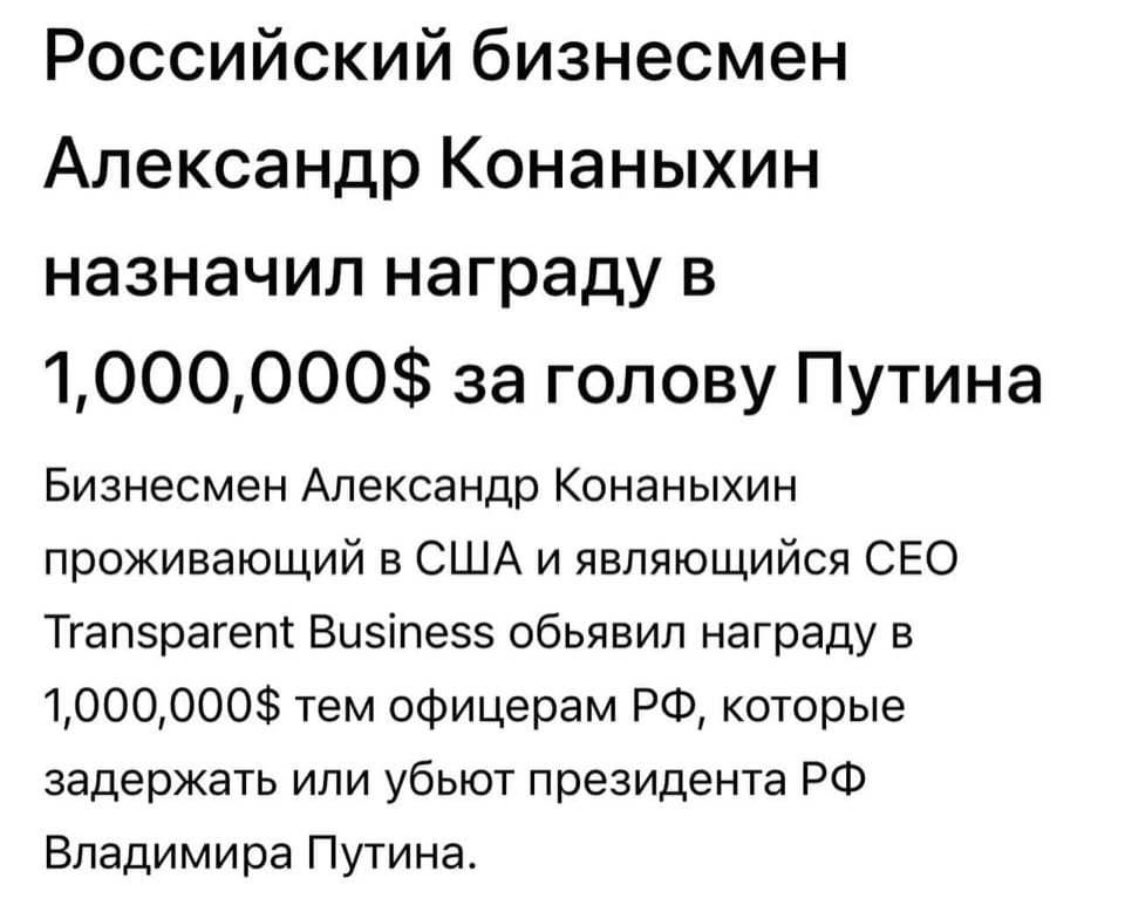 Российский бизнесмен
Александр Конаныхин
назначил награду в
1,000,000$ за голову Путина
Бизнесмен Александр Конаныхин
проживающий в США и являющийся CEO
Transparent Business обьявил награду в
1,000,000$ тем офицерам РФ, которые
задержать или убьют президента РФ
Владимира Путина.